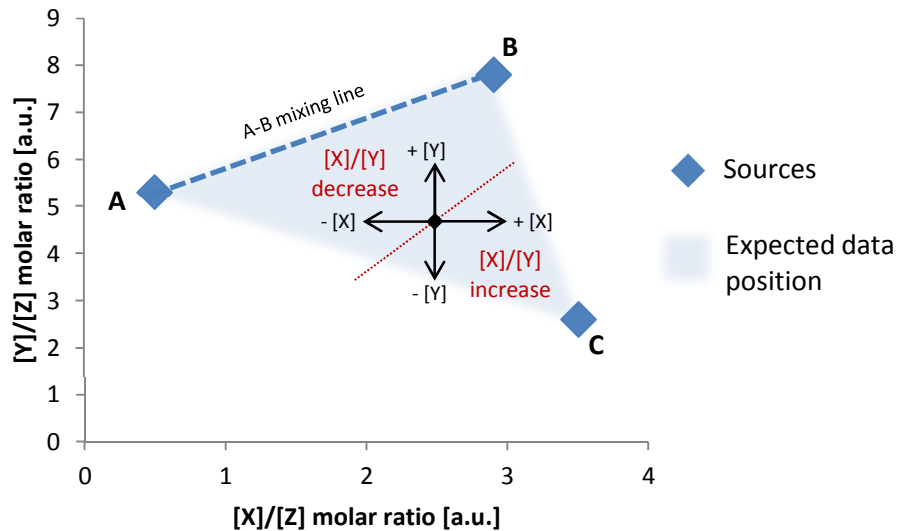 9
8
7
6
5
4
3
2
1
0
[Y]/[Z] molar ratio [a.u.]
0
1
2
3
4
[X]/[Z] molar ratio [a.u.]
A
B
C
A-B mixing line
[X]/[Y]
decrease
+ [Y]
- [X]
+ [X]
- [Y]
[X]/[Y]
increase
Sources
Expected data
position